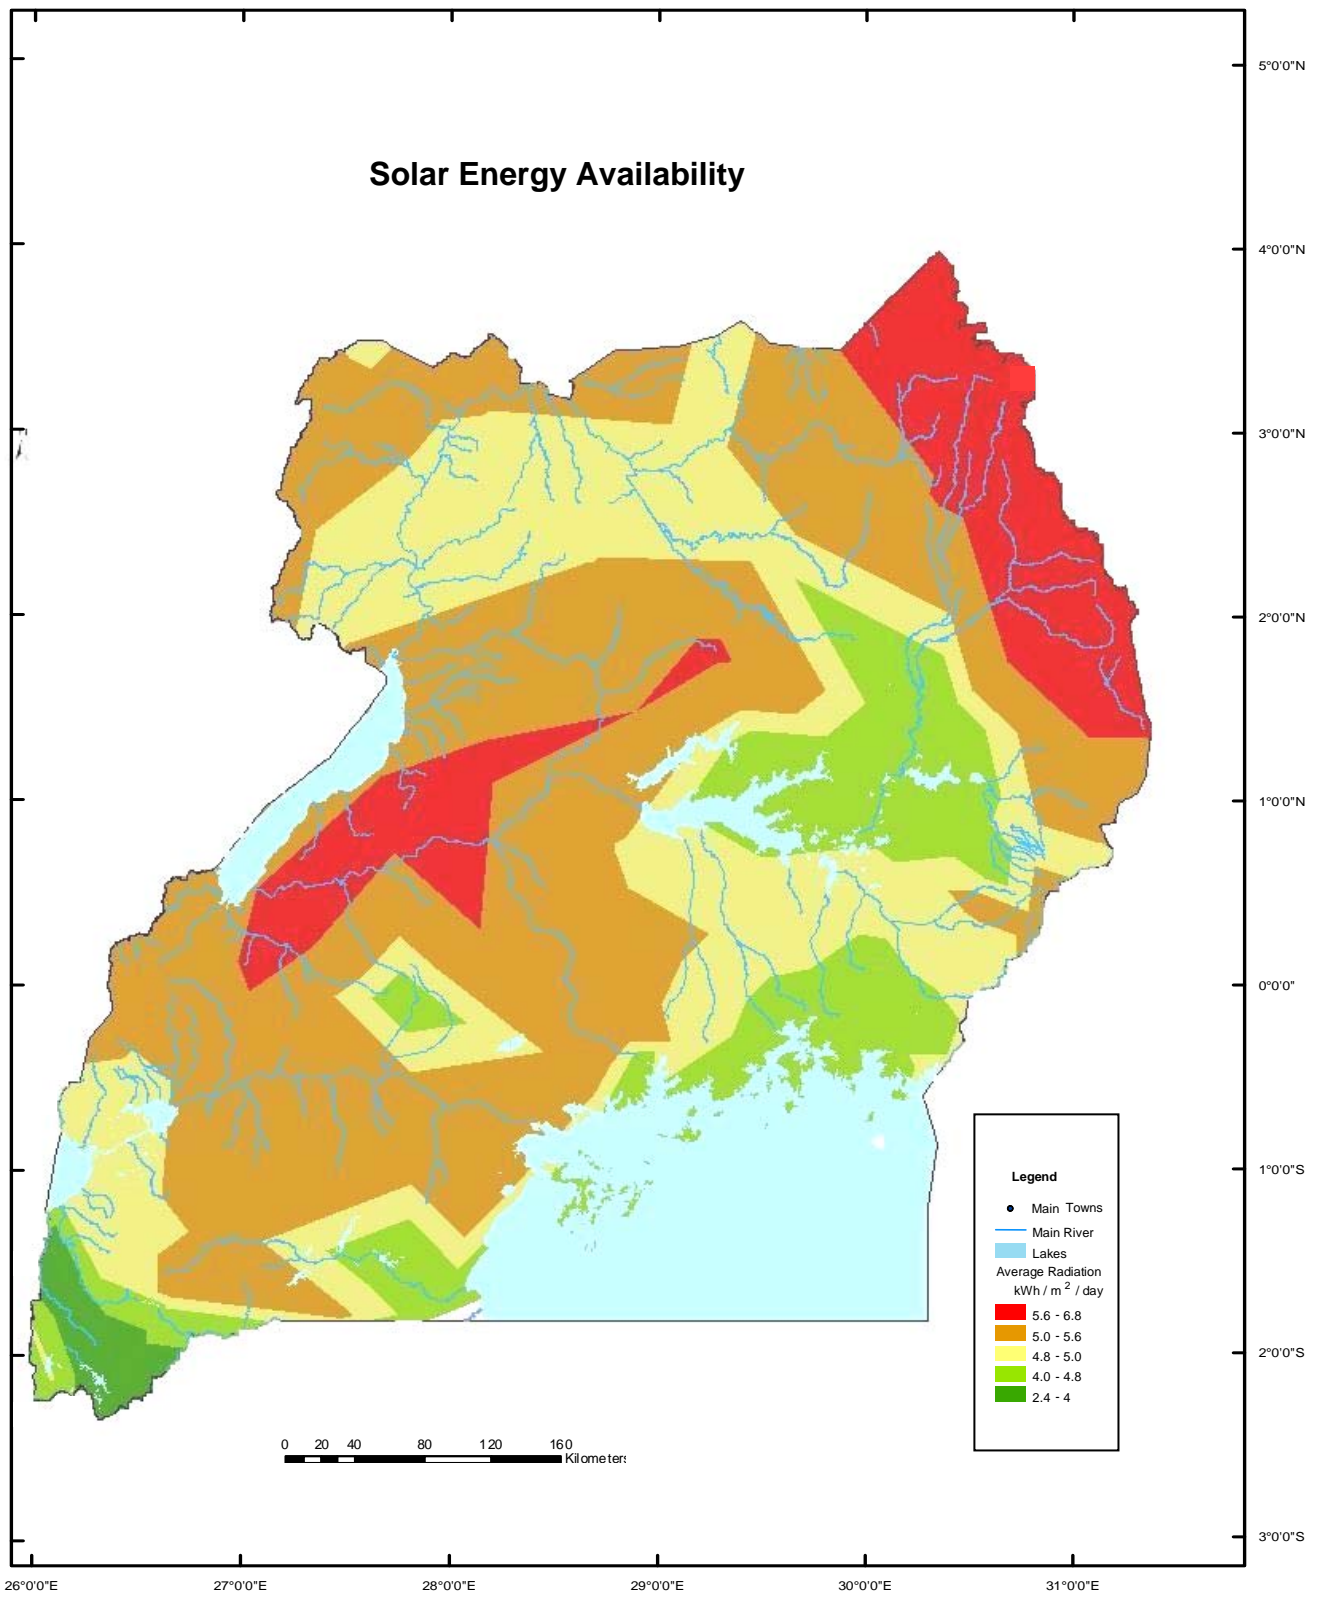 Solar Energy Availability
5°0'0"N
4°0'0"N
3°0'0"N
2°0'0"N
1°0'0"N
0°0'0"
1°0'0"S
2°0'0"S
3°0'0"S
Legend
Main Towns
Main River
Lakes
Average Radiation
kWh / m 2 / day
5.6 - 6.8
5.0 - 5.6
4.8 - 5.0
4.0 - 4.8
2.4 - 4
0 20 40 80 120 160
Kilometers
26°0'0"E 27°0'0"E 28°0'0"E 29°0'0"E 30°0'0"E 31°0'0"E